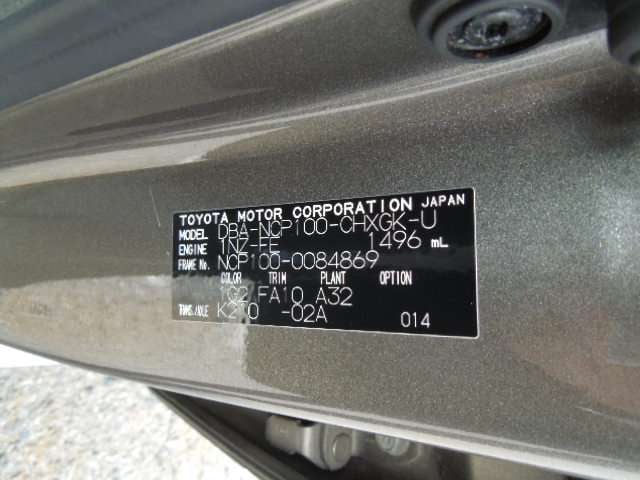 TOYOTA MOTOR CORPORATION JAPAN
MODEL DBA-NCP100-CHXGK-U
ENGINE 1NZ-FE 1496 mL
FRAME No. NCP100-0084869
COLOR TRIM PLANT OPTION
FA10 A32
TRANS./AXLE -02A 014